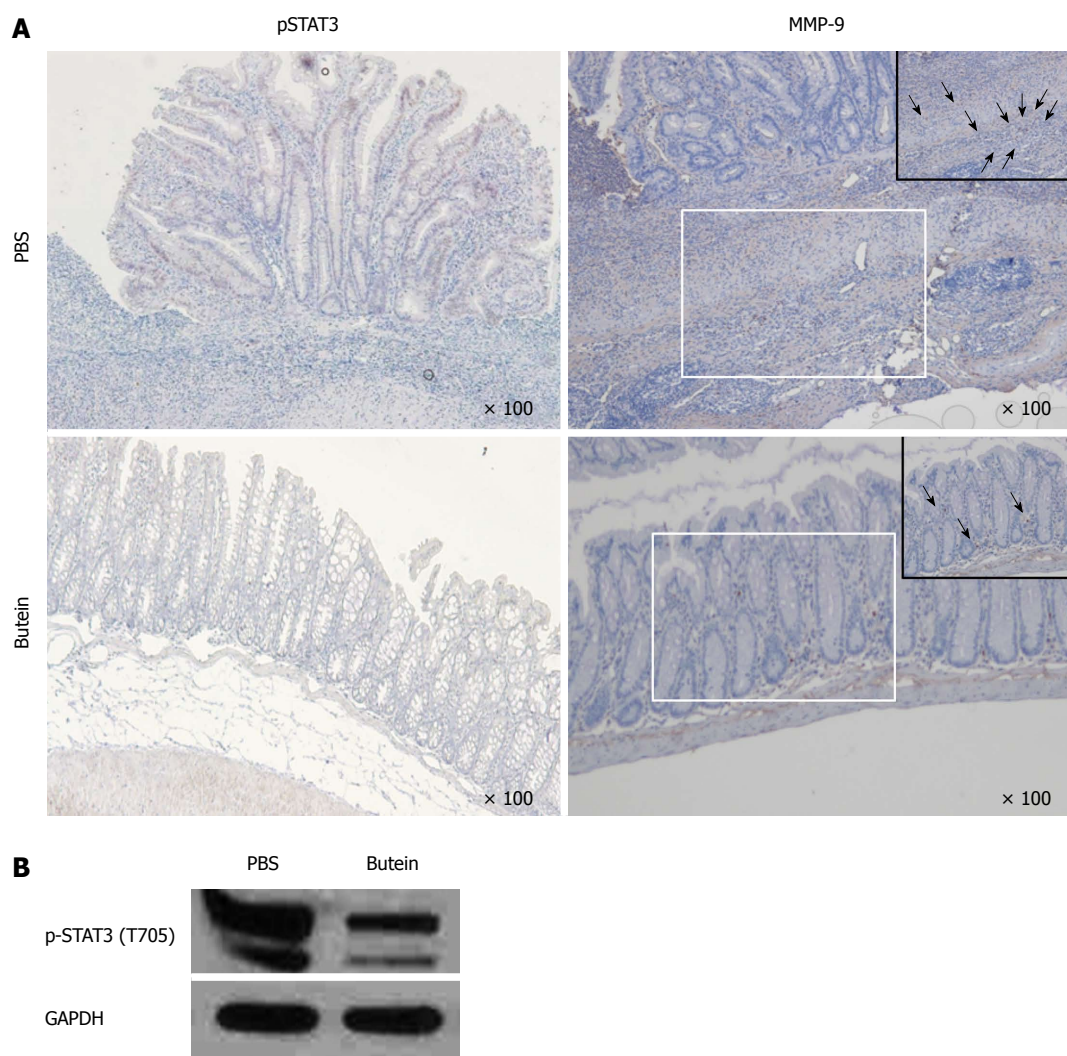 A
pSTAT3
MMP-9
PBS
× 100
× 100
Butein
× 100
× 100
B
PBS
Butein
p-STAT3 (T705)
GAPDH